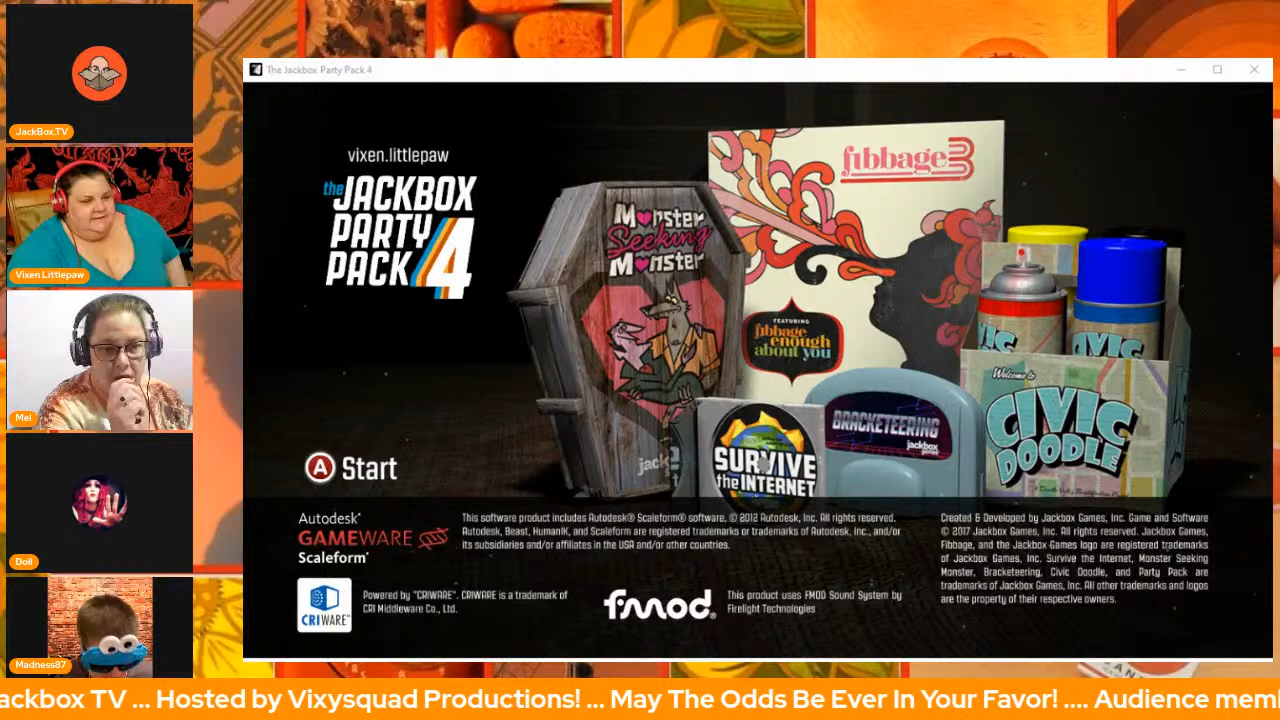 JackBox.TV
Vixen Littlepaw
Mel
Doll
Madness87
The Jackbox Party Pack 4
vixen.littlepaw
the JACKBOX
PARTY
PACK 4
Monster
Seeking
Monster
fibbage 3
FEATURING
fibbage
enough
about you
SURVIVE
the INTERNET
BRACKETEERING
jackbox
games
Welcome to
CIVIC
DOODLE
A Start
Autodesk®
GAMEWARE
Scaleform®
This software product includes Autodesk® Scaleform® software, © 2012 Autodesk, Inc. All rights reserved.
Autodesk, Beast, HumanIK, and Scaleform are registered trademarks or trademarks of Autodesk, Inc., and/or
its subsidiaries and/or affiliates in the USA and/or other countries.
CRIWARE™
Powered by "CRIWARE". CRIWARE is a trademark of
CRI Middleware Co., Ltd.
fmod®
This product uses FMOD Sound System by
Firelight Technologies
Created & Developed by Jackbox Games, Inc. Game and Software
© 2017 Jackbox Games, Inc. All rights reserved. Jackbox Games,
Fibbage, and the Jackbox Games logo are registered trademarks
of Jackbox Games, Inc. Survive the Internet, Monster Seeking
Monster, Bracketeering, Civic Doodle, and Party Pack are
trademarks of Jackbox Games, Inc. All other trademarks and logos
are the property of their respective owners.
ackbox TV ... Hosted by Vixysquad Productions! ... May The Odds Be Ever In Your Favor! .... Audience memb